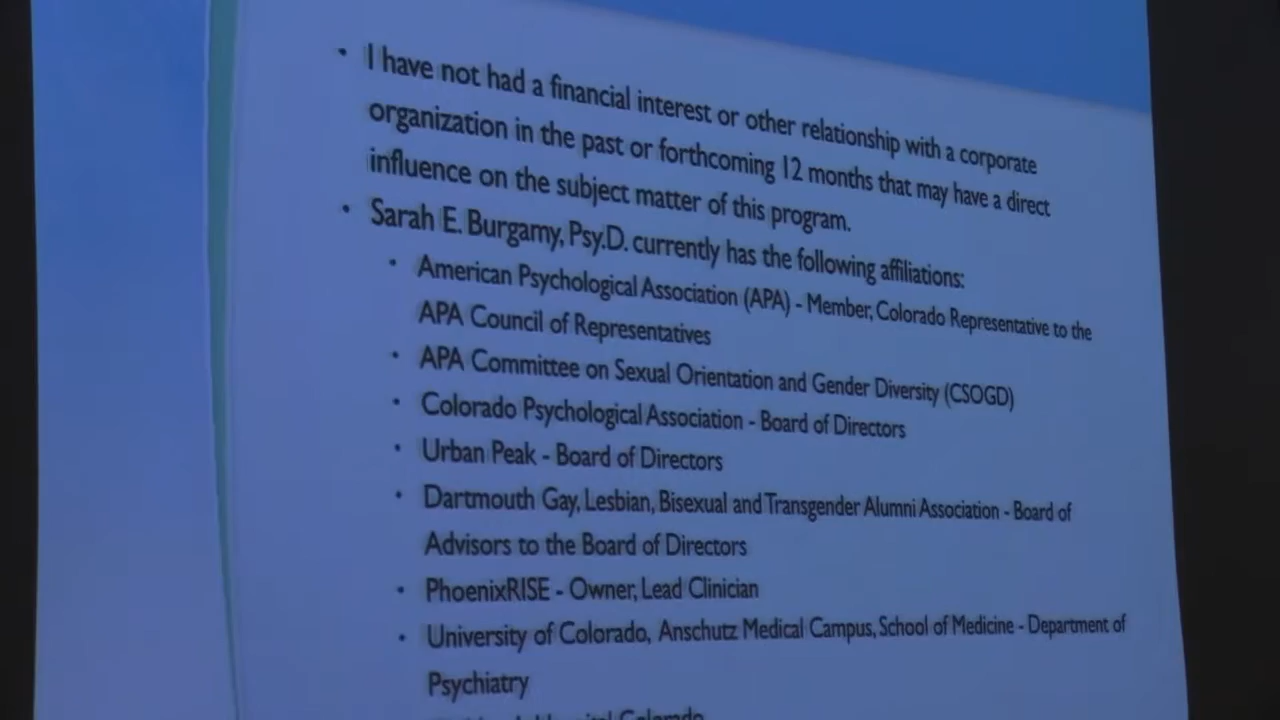 • I have not had a financial interest or other relationship with a corporate
organization in the past or forthcoming 12 months that may have a direct
influence on the subject matter of this program.
• Sarah E. Burgamy, Psy.D. currently has the following affiliations:
• American Psychological Association (APA) - Member, Colorado Representative to the
APA Council of Representatives
• APA Committee on Sexual Orientation and Gender Diversity (CSOGD)
• Colorado Psychological Association - Board of Directors
• Urban Peak - Board of Directors
• Dartmouth Gay, Lesbian, Bisexual and Transgender Alumni Association - Board of
Advisors to the Board of Directors
• PhoenixRISE - Owner, Lead Clinician
• University of Colorado, Anschutz Medical Campus, School of Medicine - Department of
Psychiatry
Colorado